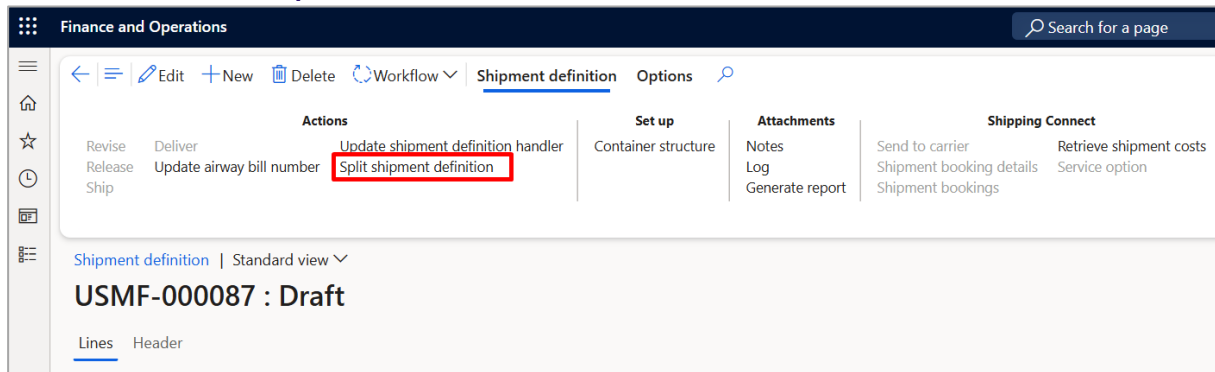 Finance and Operations
Search for a page
Edit New Delete Workflow Shipment definition Options
Actions Set up Attachments Shipping Connect
Revise Deliver Update shipment definition handler Container structure Notes Send to carrier Retrieve shipment costs
Release Update airway bill number Split shipment definition Log Shipment booking details Service option
Ship Generate report Shipment bookings
Shipment definition | Standard view
USMF-000087 : Draft
Lines Header